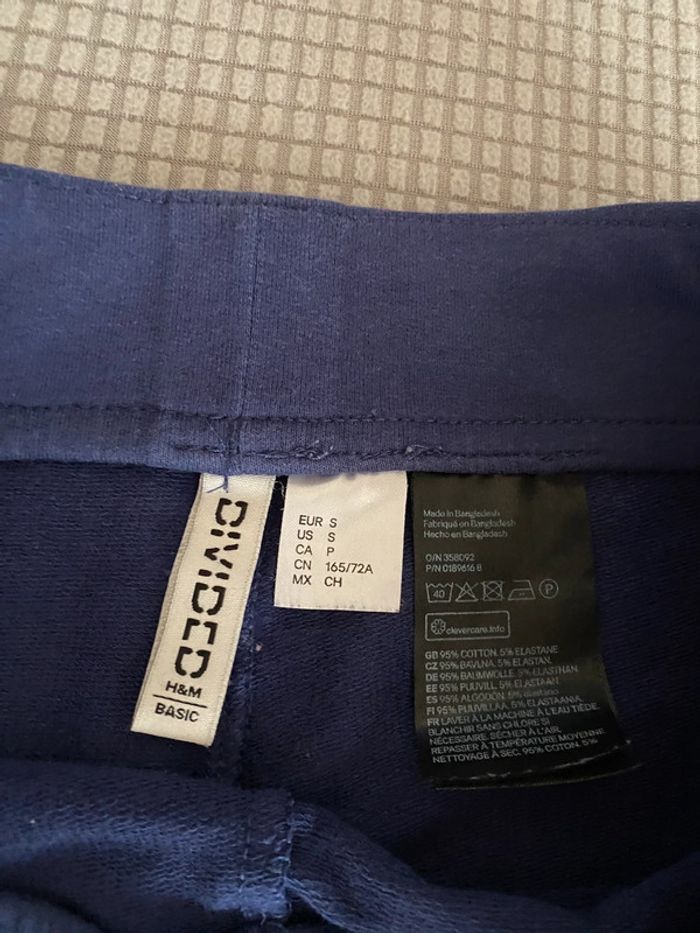 DIVIDED
H&M
BASIC
EUR S
US S
CA P
CN 165/72A
MX CH
Made in Bangladesh
Fabriqué en Bangladesh
Hecho en Bangladesh
O/N 358092
P/N 0189616 8
40
P
clevercare.info
GB 95% COTTON, 5% ELASTANE
CZ 95% BAVLNA, 5% ELASTAN,
DE 95% BAUMWOLLE, 5% ELASTHAN
EE 95% PUUVILL, 5% ELASTAAN
ES 95% ALGODÓN, 5% elastano
FI 95% PUUVILLAA, 5% ELASTAANIA
FR LAVER À LA MACHINE À L'EAU TIÈDE,
BLANCHIR SANS CHLORE SI
NÉCESSAIRE, SÉCHER À L'AIR,
REPASSER À TEMPÉRATURE MOYENNE
NETTOYAGE À SEC, 95% COTON, 5%